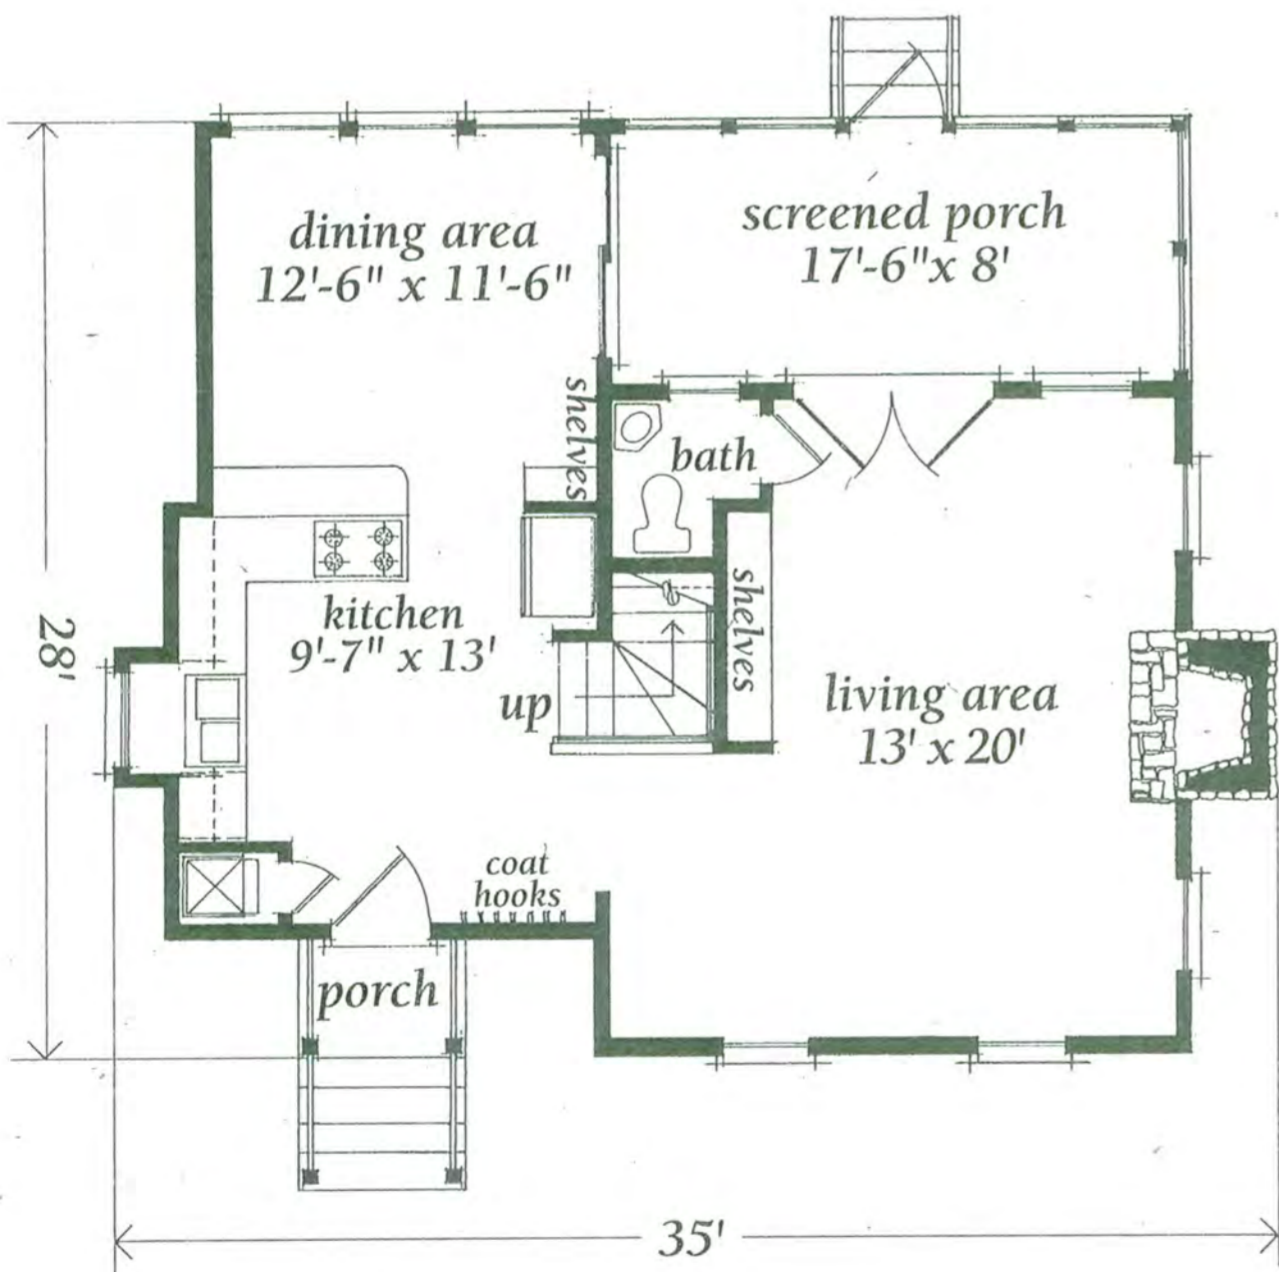 dining area
12'-6" x 11'-6"
screened porch
17'-6"x 8'
shelves
bath
kitchen
9'-7" x 13'
up
shelves
living area
13' x 20'
28'
coat
hooks
porch
35'